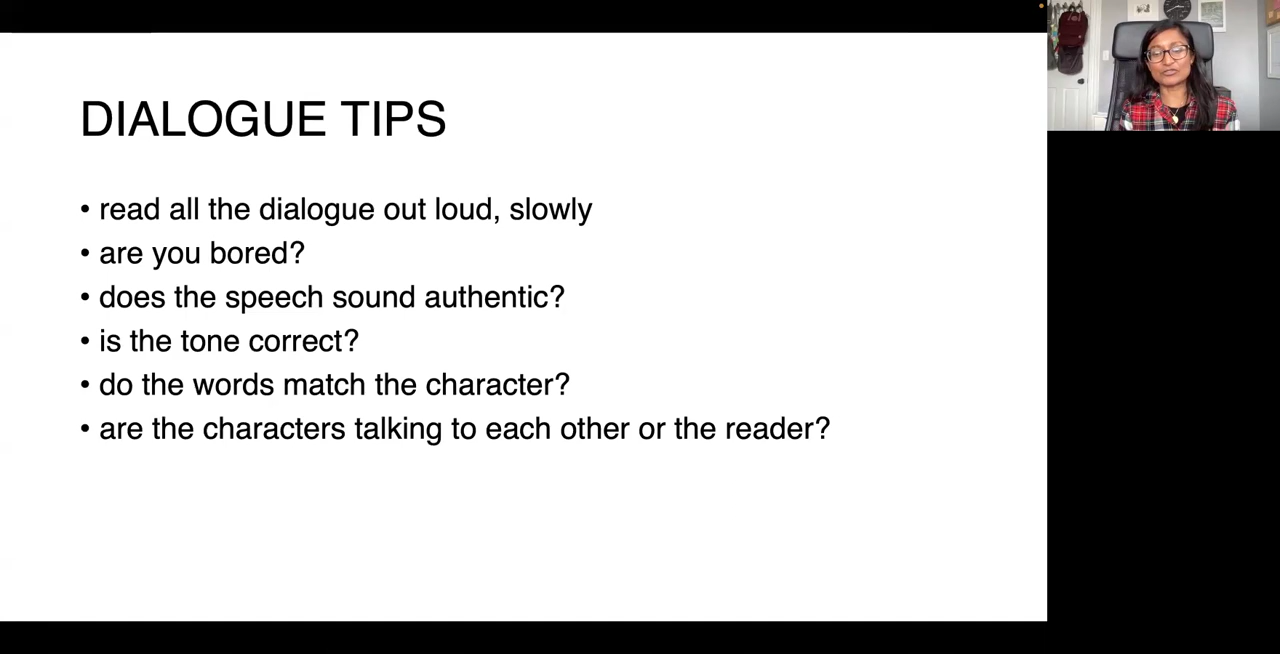 DIALOGUE TIPS
• read all the dialogue out loud, slowly
• are you bored?
• does the speech sound authentic?
• is the tone correct?
• do the words match the character?
• are the characters talking to each other or the reader?